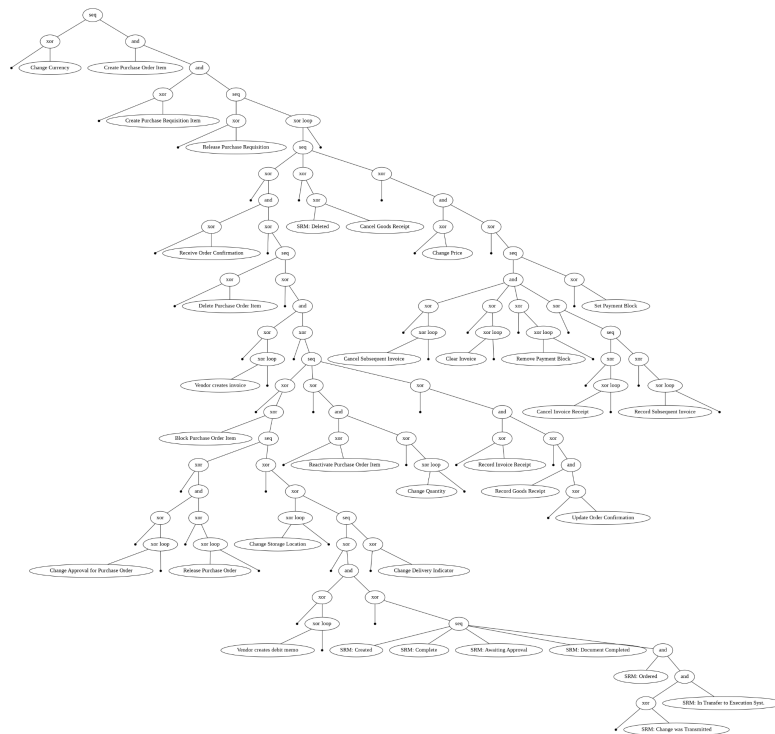 seq
xor
and
Change Currency
Create Purchase Order Item
and
xor
seq
Create Purchase Requisition Item
xor
xor loop
Release Purchase Requisition
seq
xor
xor
xor
and
xor
and
SRM: Deleted
Cancel Goods Receipt
xor
xor
xor
xor
Receive Order Confirmation
seq
Change Price
seq
xor
xor
and
xor
Delete Purchase Order Item
and
xor
xor
xor
xor
Set Payment Block
xor
xor
xor loop
xor loop
xor loop
seq
xor loop
seq
Cancel Subsequent Invoice
Clear Invoice
Remove Payment Block
xor
xor
Vendor creates invoice
xor
xor
xor
xor loop
xor loop
xor
and
and
Cancel Invoice Receipt
Record Subsequent Invoice
Block Purchase Order Item
seq
xor
xor
xor
xor
xor
xor
Reactivate Purchase Order Item
xor loop
Record Invoice Receipt
and
and
xor
seq
Change Quantity
Record Goods Receipt
xor
xor
xor
Change Storage Location
xor
xor
Update Order Confirmation
xor loop
xor loop
xor loop
Change Approval for Purchase Order
Release Purchase Order
and
Change Delivery Indicator
xor
xor
xor loop
seq
Vendor creates debit memo
SRM: Created
SRM: Complete
SRM: Awaiting Approval
SRM: Document Completed
and
SRM: Ordered
and
xor
SRM: In Transfer to Execution Syst.
SRM: Change was Transmitted